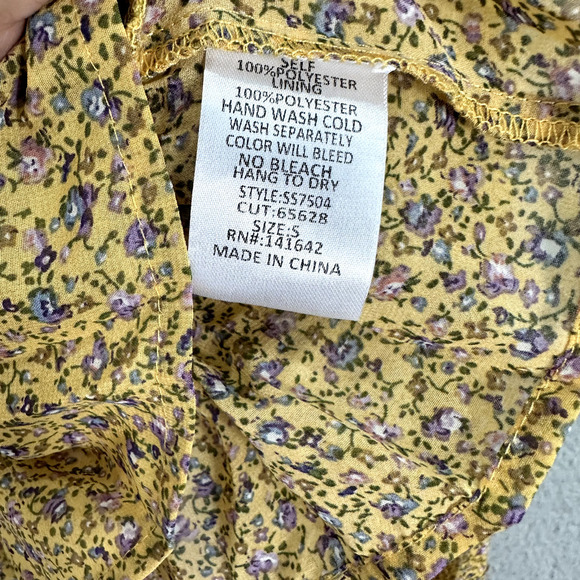 SELF
100%POLYESTER
LINING
100%POLYESTER
HAND WASH COLD
WASH SEPARATELY
COLOR WILL BLEED
NO BLEACH
HANG TO DRY
STYLE:SS7504
CUT:65628
SIZE:S
RN#:141642
MADE IN CHINA